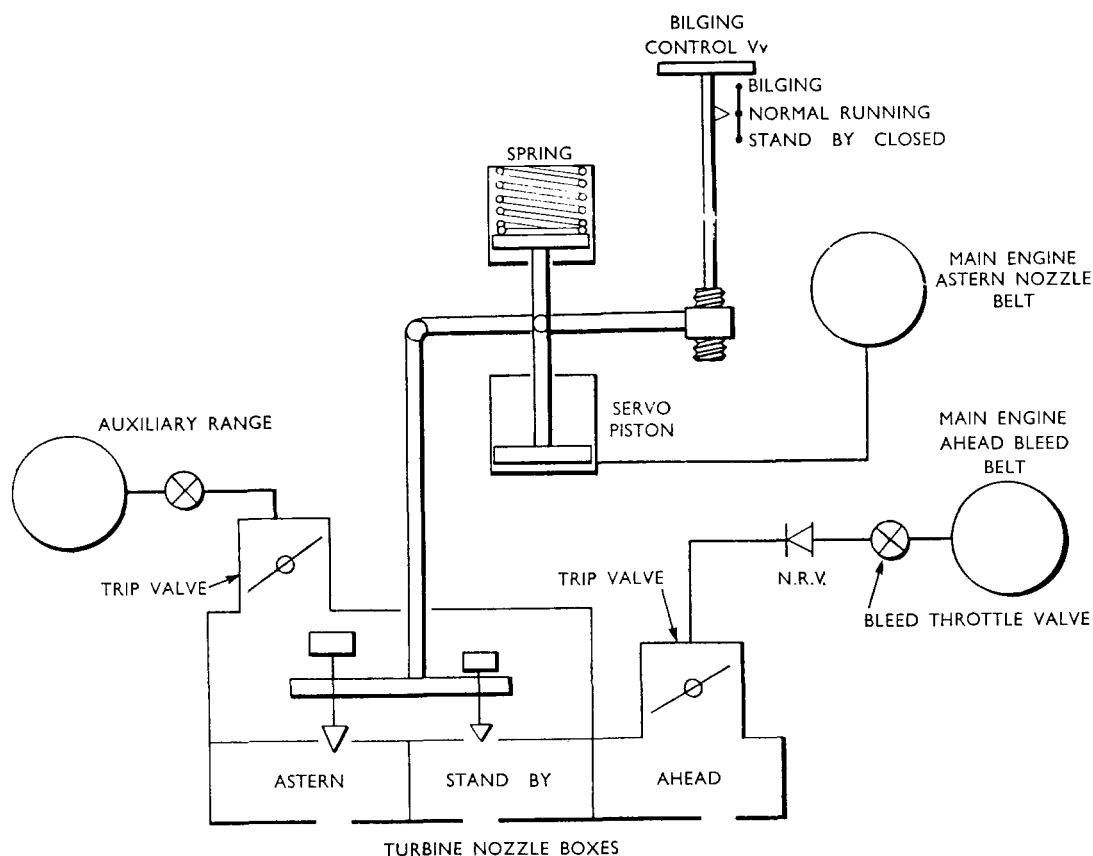 BILGING
CONTROL Vv
BILGING
NORMAL RUNNING
STAND BY CLOSED
SPRING
MAIN ENGINE
ASTERN NOZZLE
BELT
SERVO
PISTON
AUXILIARY RANGE
MAIN ENGINE
AHEAD BLEED
BELT
TRIP VALVE
TRIP VALVE
N.R.V.
BLEED THROTTLE VALVE
ASTERN
STAND BY
AHEAD
TURBINE NOZZLE BOXES